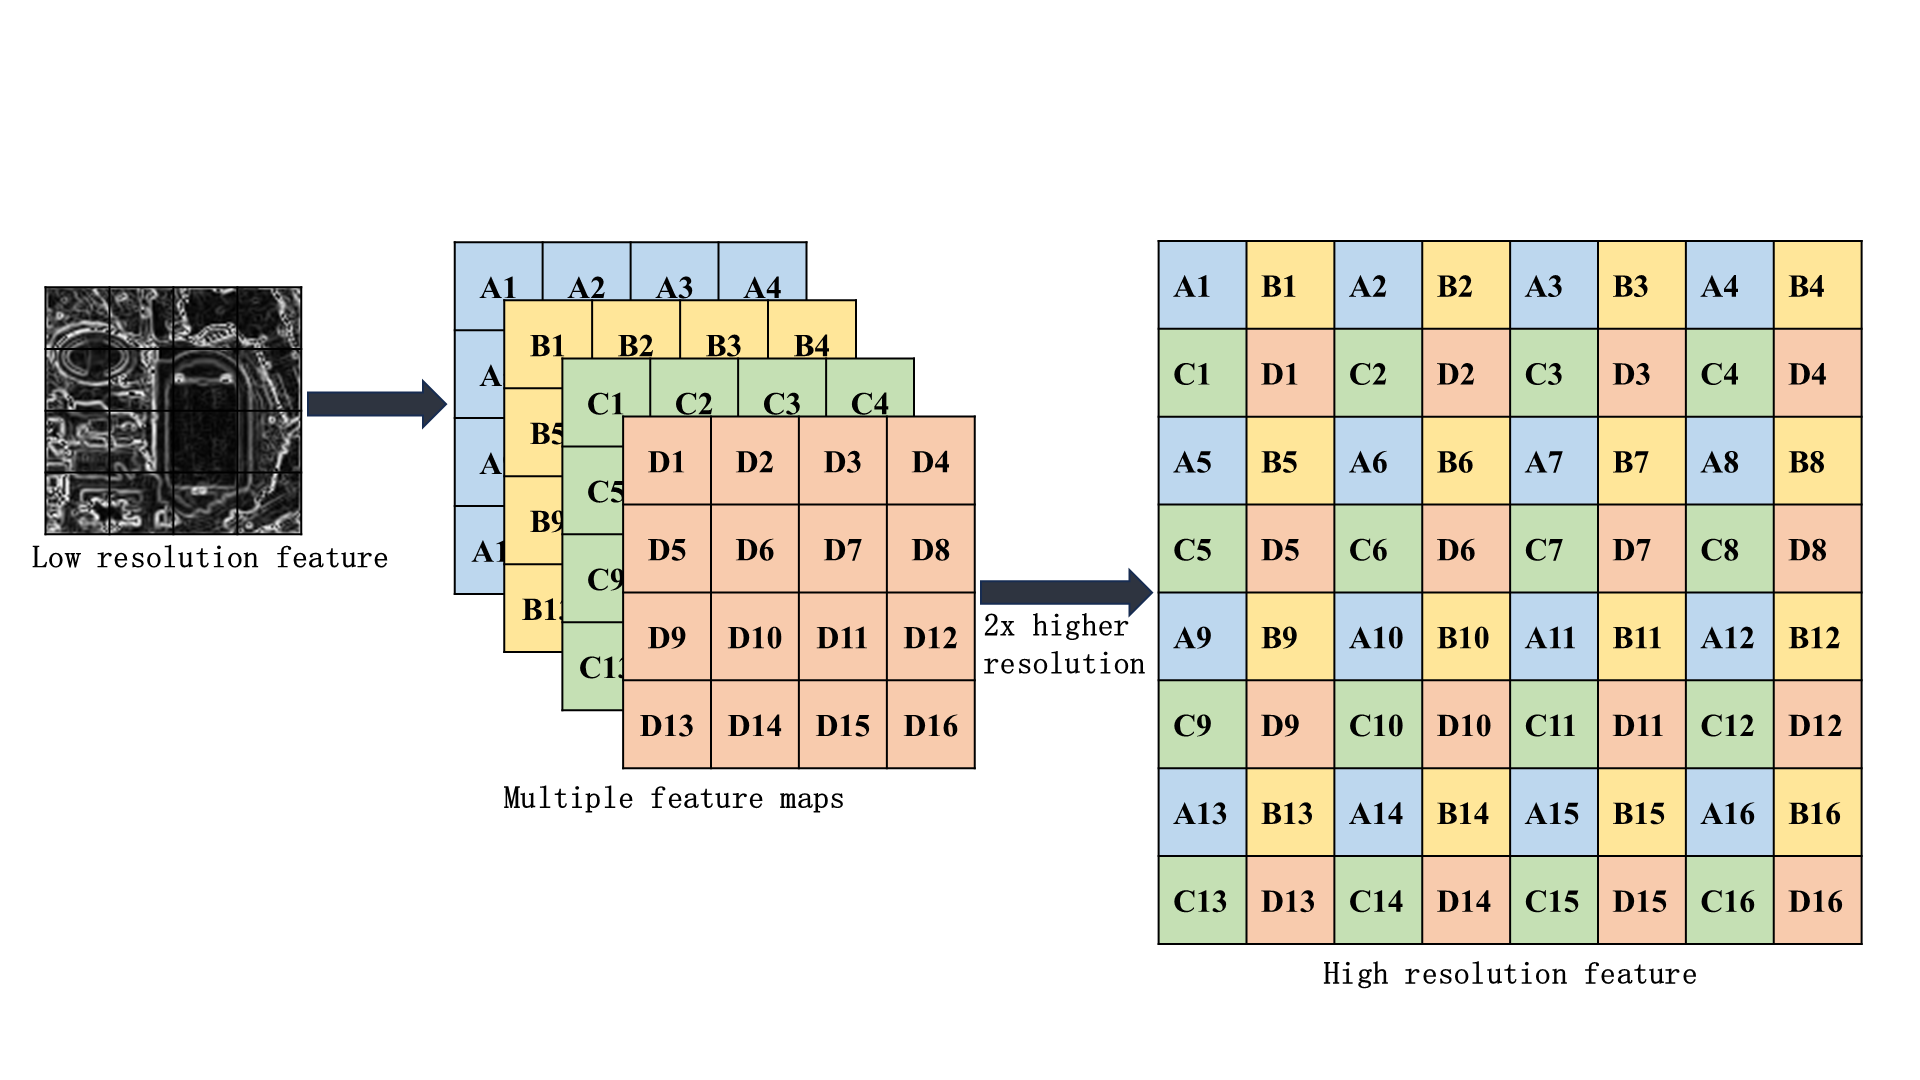 A1 A2 A3 A4
B1 B2 B3 B4
A
C1 C2 C3 C4
B5
D1 D2 D3 D4
A
C5
B9
D5 D6 D7 D8
A1
C9
B1
D9 D10 D11 D12
C1
D13 D14 D15 D16
Low resolution feature
Multiple feature maps
2x higher
resolution
A1 B1 A2 B2 A3 B3 A4 B4
C1 D1 C2 D2 C3 D3 C4 D4
A5 B5 A6 B6 A7 B7 A8 B8
C5 D5 C6 D6 C7 D7 C8 D8
A9 B9 A10 B10 A11 B11 A12 B12
C9 D9 C10 D10 C11 D11 C12 D12
A13 B13 A14 B14 A15 B15 A16 B16
C13 D13 C14 D14 C15 D15 C16 D16
High resolution feature